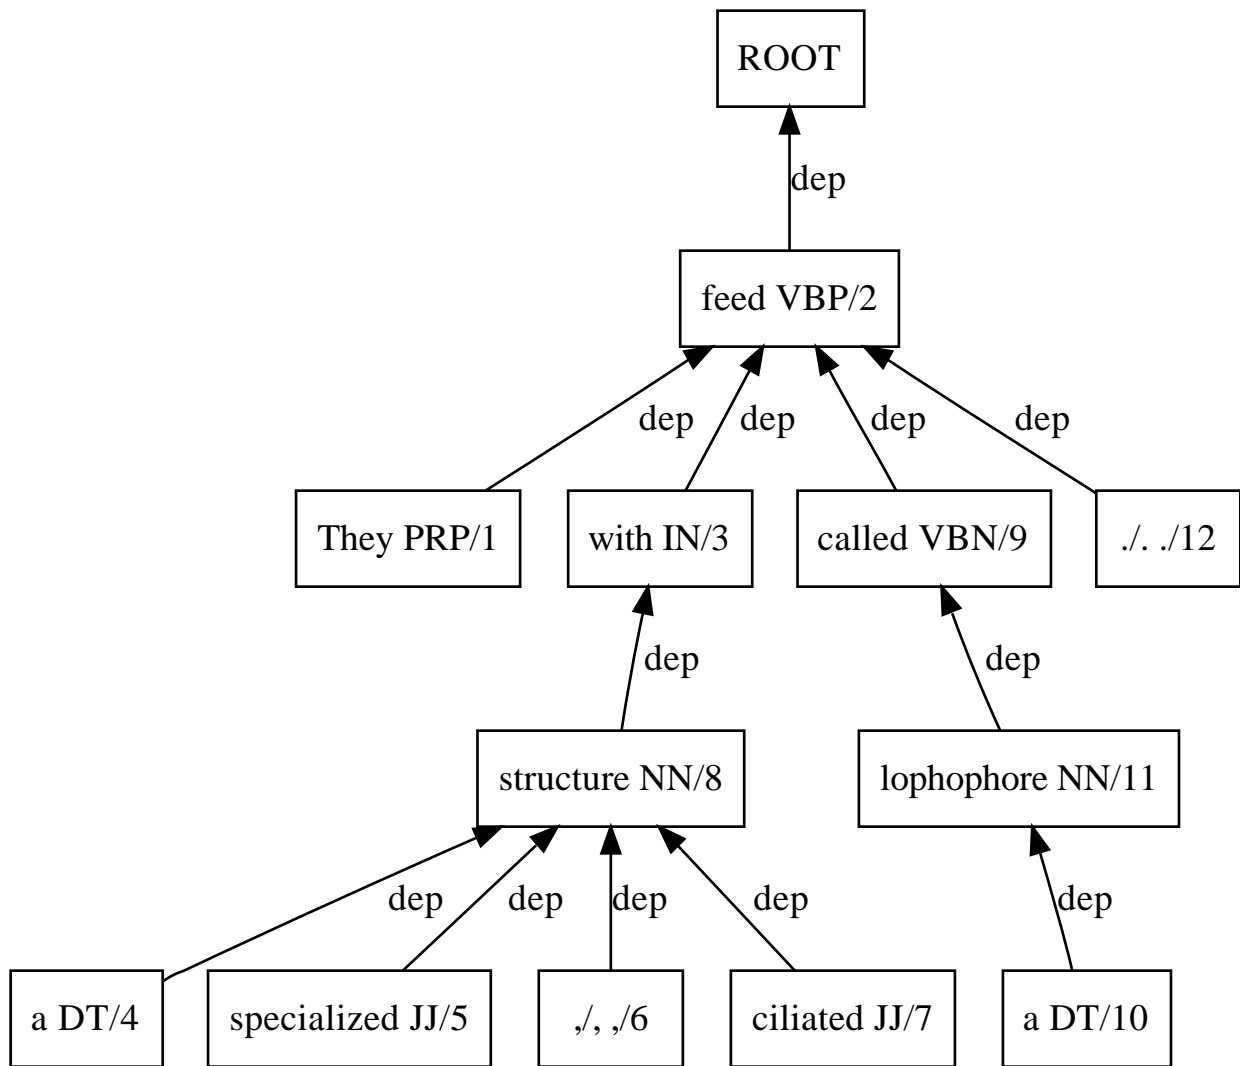 ROOT
dep
feed VBP/2
dep dep dep dep
They PRP/1 with IN/3 called VBN/9 ./. ./12
dep dep
structure NN/8 lophophore NN/11
dep dep dep dep dep
a DT/4 specialized JJ/5 ,/, ,/6 ciliated JJ/7 a DT/10